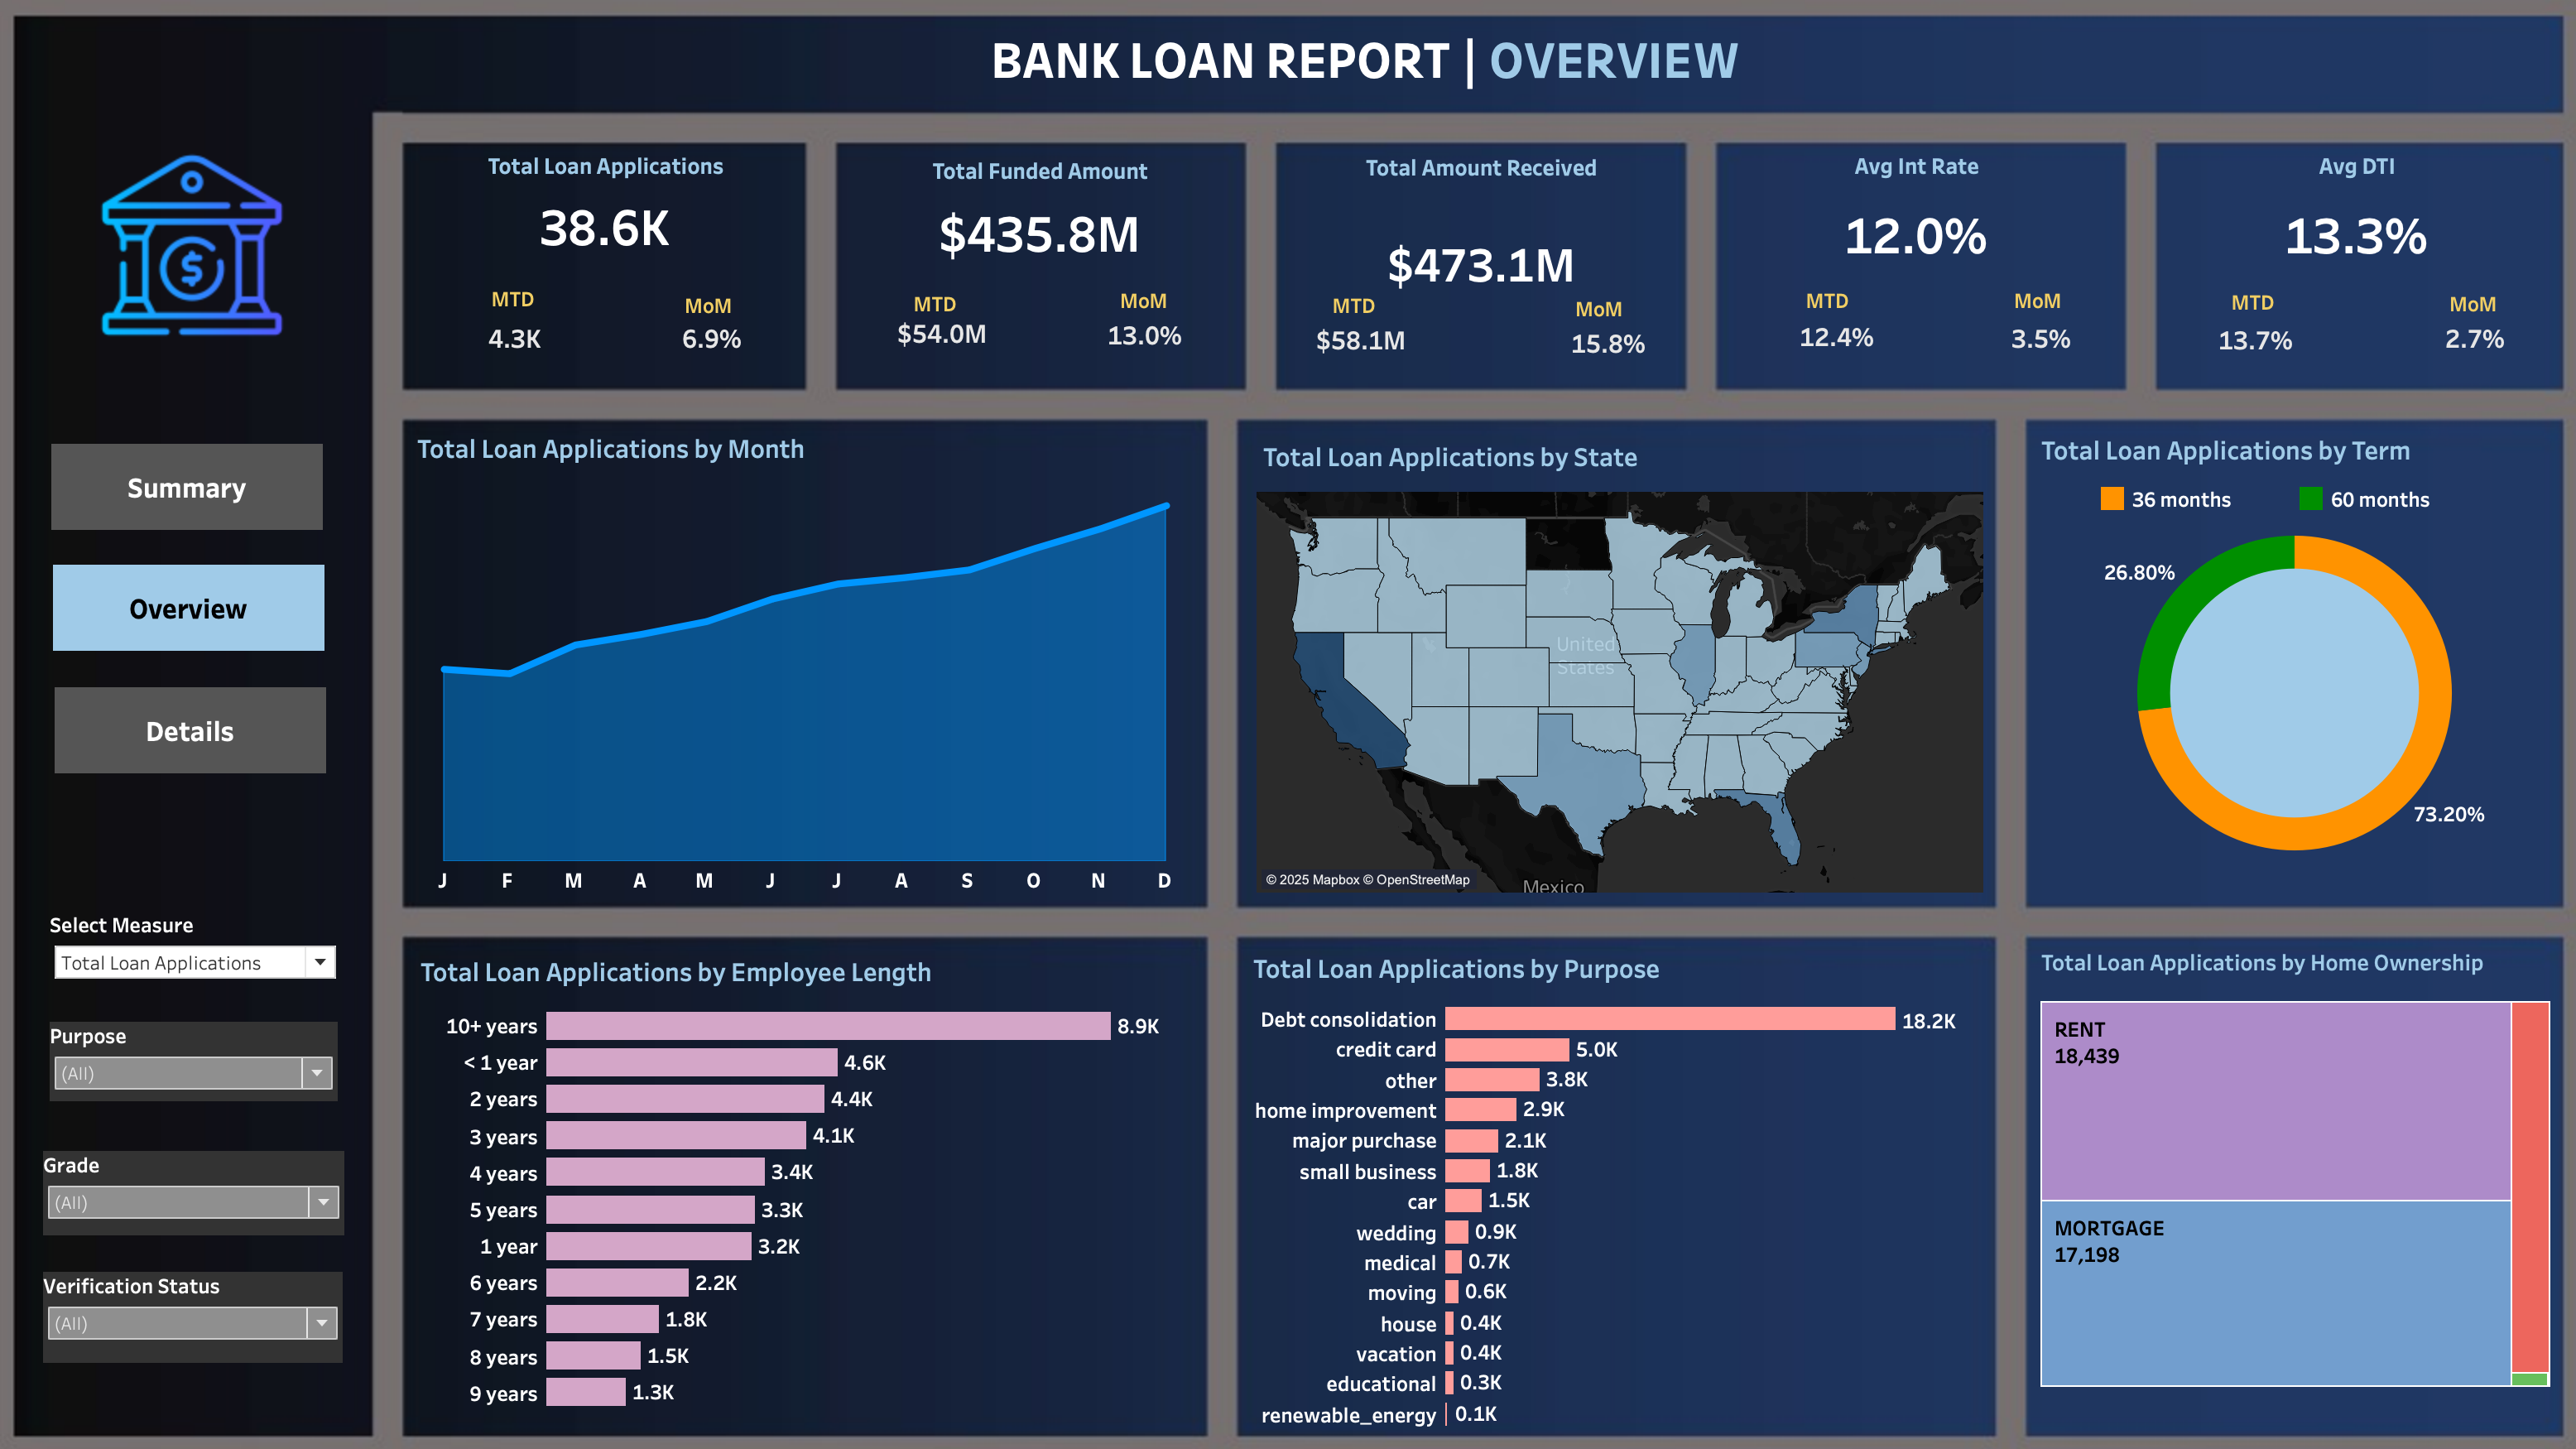 BANK LOAN REPORT | OVERVIEW
Total Loan Applications
38.6K
MTD
MoM
4.3K
6.9%
Total Funded Amount
$435.8M
MTD
MoM
$54.0M
13.0%
Total Amount Received
$473.1M
MTD
MoM
$58.1M
15.8%
Avg Int Rate
12.0%
MTD
MoM
12.4%
3.5%
Avg DTI
13.3%
MTD
MoM
13.7%
2.7%
$
Summary
Overview
Details
Select Measure
Total Loan Applications
Purpose
(All)
Grade
(All)
Verification Status
(All)
Total Loan Applications by Month
J F M A M J J A S O N D
Total Loan Applications by State
United
States
Mexico
© 2025 Mapbox © OpenStreetMap
Total Loan Applications by Term
36 months
60 months
26.80%
73.20%
Total Loan Applications by Employee Length
10+ years 8.9K
< 1 year 4.6K
2 years 4.4K
3 years 4.1K
4 years 3.4K
5 years 3.3K
1 year 3.2K
6 years 2.2K
7 years 1.8K
8 years 1.5K
9 years 1.3K
Total Loan Applications by Purpose
Debt consolidation 18.2K
credit card 5.0K
other 3.8K
home improvement 2.9K
major purchase 2.1K
small business 1.8K
car 1.5K
wedding 0.9K
medical 0.7K
moving 0.6K
house 0.4K
vacation 0.4K
educational 0.3K
renewable_energy 0.1K
Total Loan Applications by Home Ownership
RENT
18,439
MORTGAGE
17,198